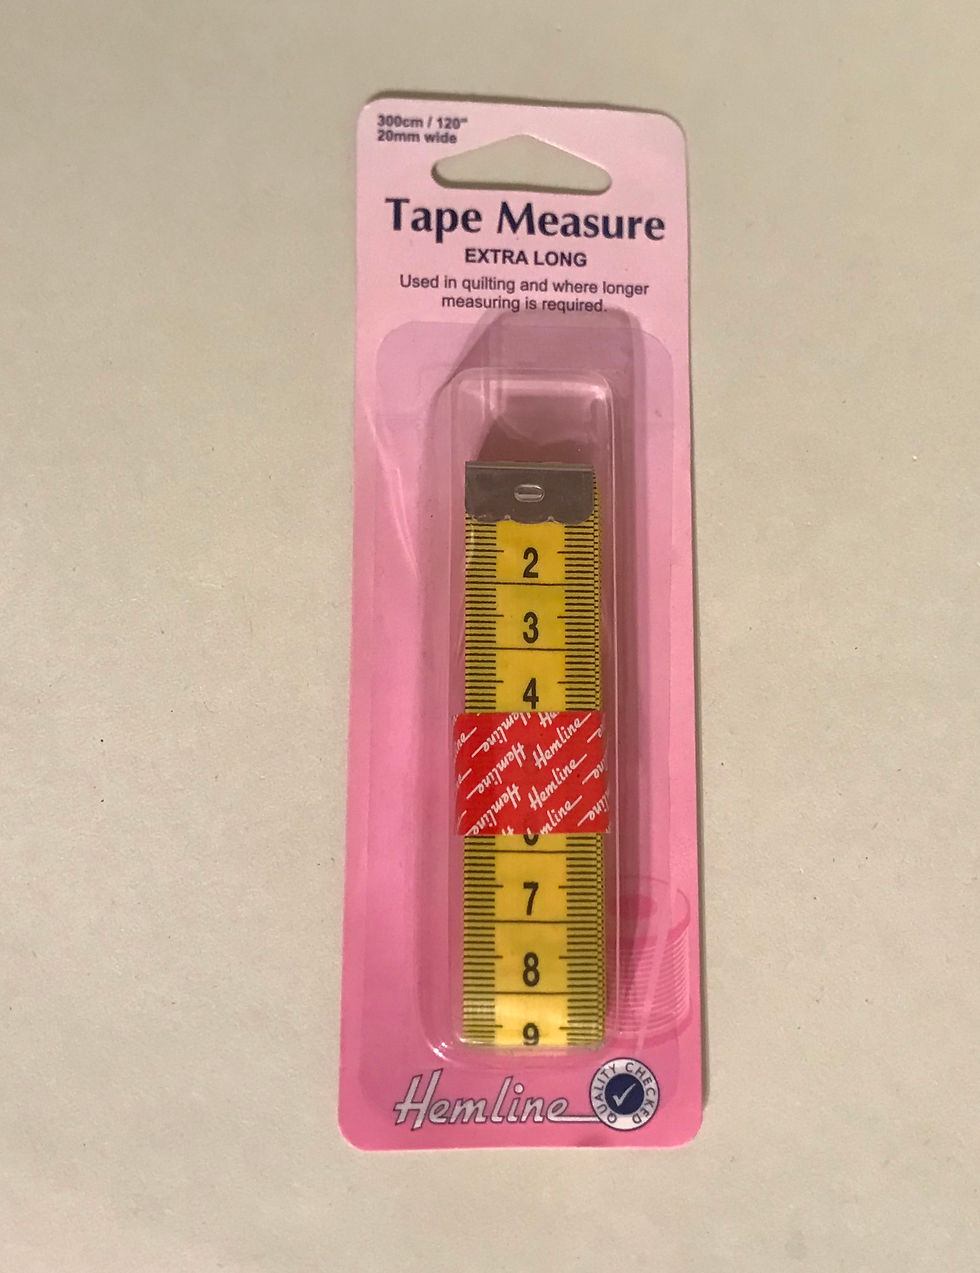 300cm / 120"
20mm wide
Tape Measure
EXTRA LONG
Used in quilting and where longer
measuring is required.
2
3
4
Hemline
Hemline
Hemline
Hemline
Hemline
Hemline
7
8
9
Hemline
QUALITY CHECKED